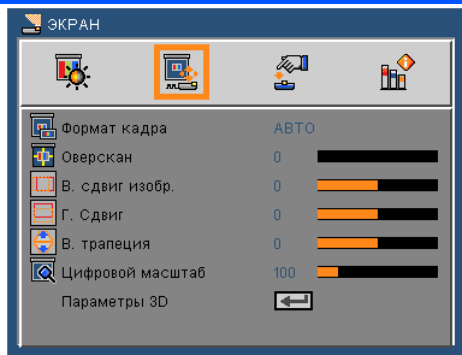 ЭКРАН
Формат кадра АВТО
Оверскан 0
В. сдвиг изобр. 0
Г. Сдвиг 0
В. трапеция 0
Цифровой масштаб 100
Параметры 3D